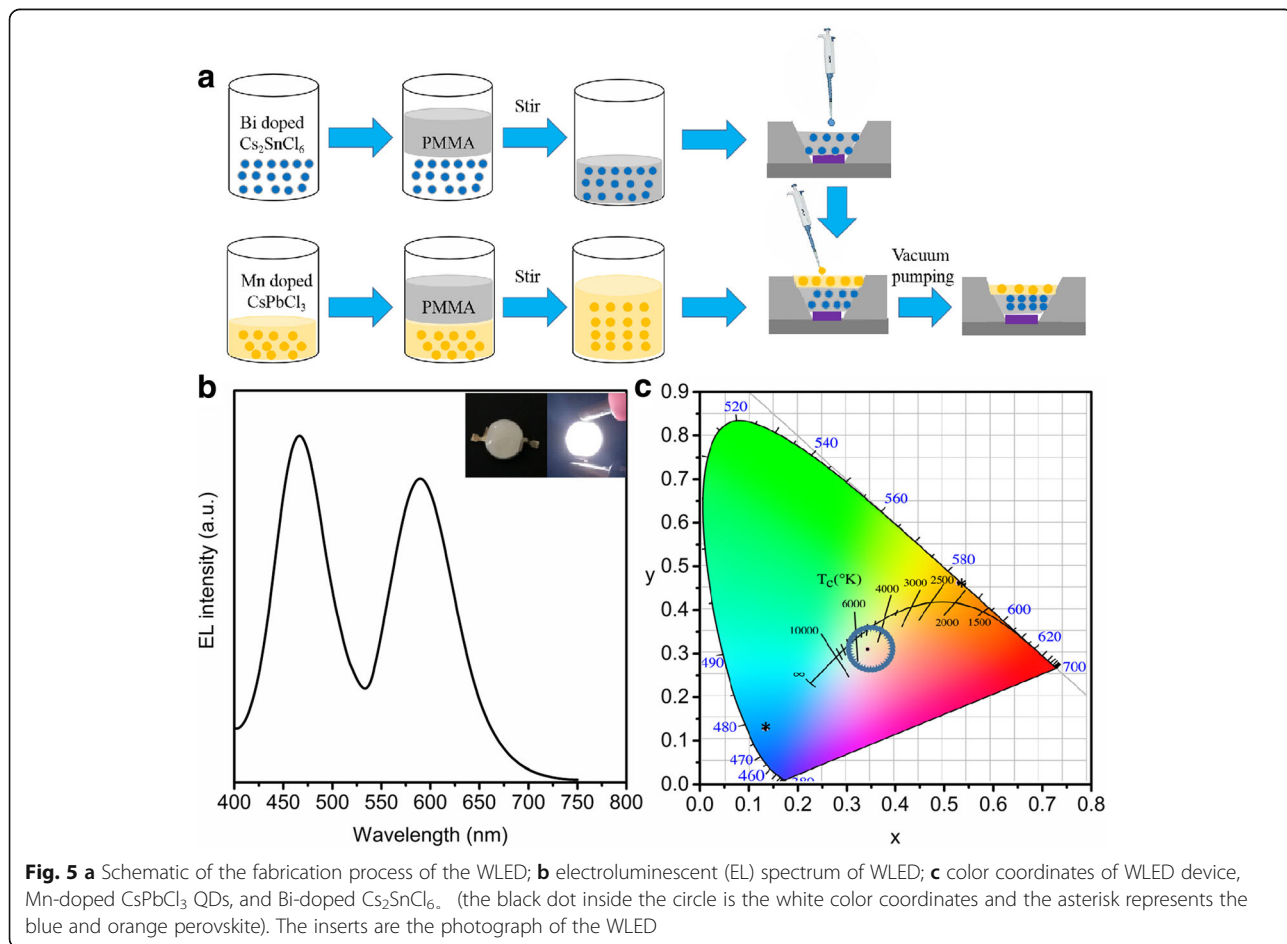 a
Bi doped
Cs₂SnCl₆
PMMA
Stir
Mn doped
CsPbCl₃
PMMA
Stir
Vacuum
pumping
b
EL intensity (a.u.)
400 450 500 550 600 650 700 750 800
Wavelength (nm)
c
0.9
0.8
0.7
0.6
0.5
0.4
0.3
0.2
0.1
0.0
y
520
540
560
580
600
620
700
490
480
470
460
380
T_C(°K)
∞
10000
6000
4000
3000
2500
2000
1500
0.0 0.1 0.2 0.3 0.4 0.5 0.6 0.7 0.8
x
Fig. 5 a Schematic of the fabrication process of the WLED; b electroluminescent (EL) spectrum of WLED; c color coordinates of WLED device,
Mn-doped CsPbCl₃ QDs, and Bi-doped Cs₂SnCl₆。 (the black dot inside the circle is the white color coordinates and the asterisk represents the
blue and orange perovskite). The inserts are the photograph of the WLED